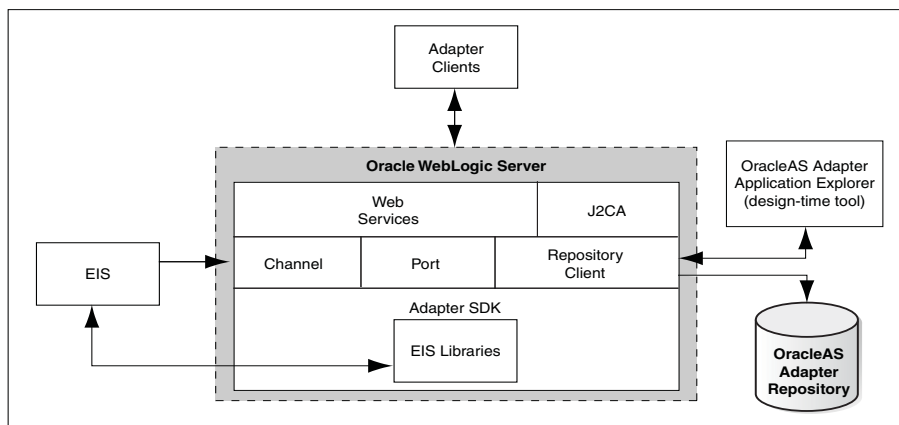 Adapter
Clients
Oracle WebLogic Server
Web
Services
J2CA
OracleAS Adapter
Application Explorer
(design-time tool)
EIS
Channel
Port
Repository
Client
Adapter SDK
EIS Libraries
OracleAS
Adapter
Repository